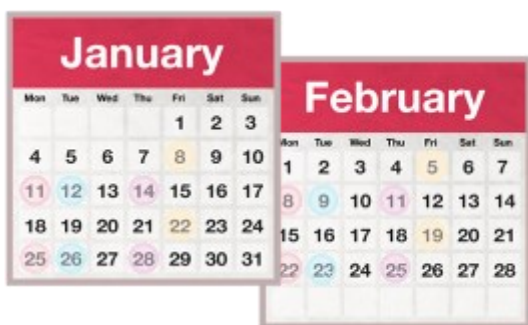 January
Mon Tue Wed Thu Fri Sat Sun
1 2 3
4 5 6 7 8 9 10
11 12 13 14 15 16 17
18 19 20 21 22 23 24
25 26 27 28 29 30 31
February
Mon Tue Wed Thu Fri Sat Sun
1 2 3 4 5 6 7
8 9 10 11 12 13 14
15 16 17 18 19 20 21
22 23 24 25 26 27 28